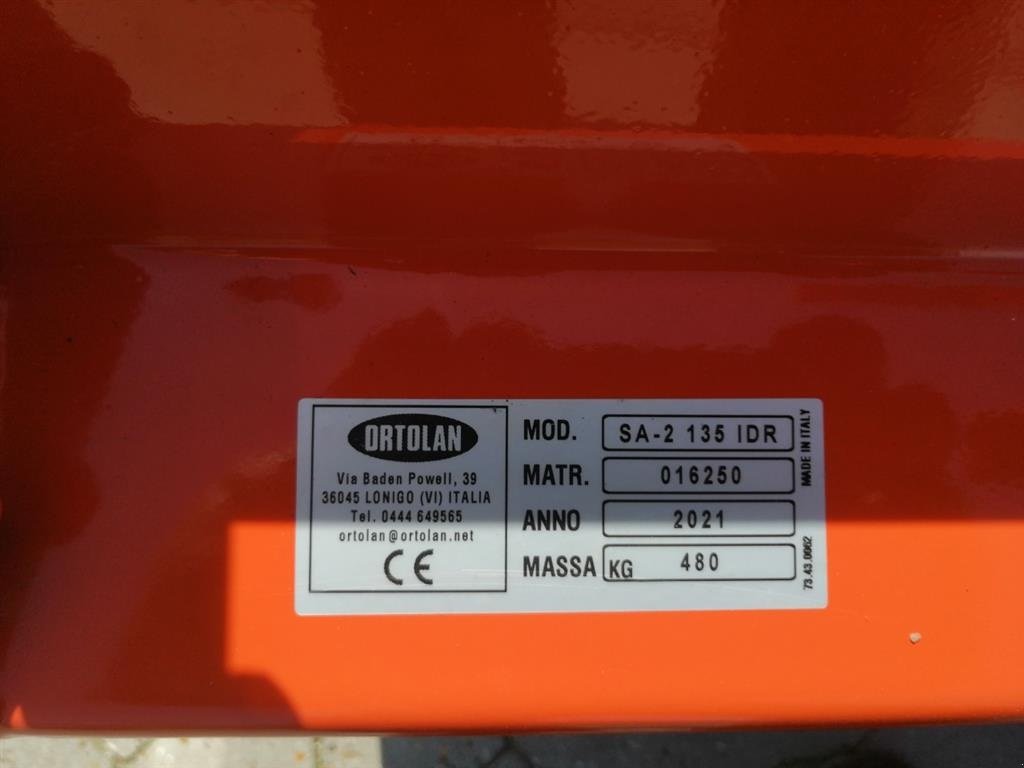 ORTOLAN
Via Baden Powell, 39
36045 LONIGO (VI) ITALIA
Tel. 0444 649565
ortolan@ortolan.net
CE
MOD. SA-2 135 IDR
MATR. 016250
ANNO 2021
MASSA KG 480
MADE IN ITALY
73.43.0062